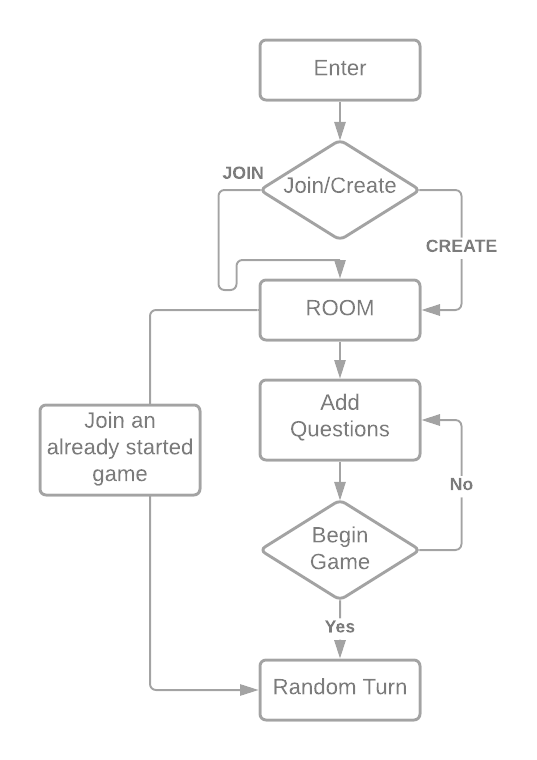 Enter
JOIN
Join/Create
CREATE
ROOM
Add
Questions
Join an
already started
game
No
Begin
Game
Yes
Random Turn